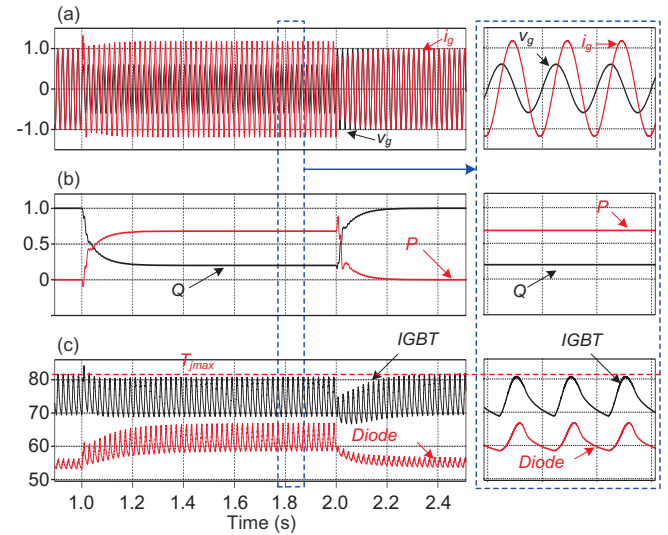 (a)
1.0
0
-1.0
i_g
v_g
v_g
i_g
(b)
1.0
0.5
0
Q
P
P
Q
(c)
80
70
60
50
T_jmax
IGBT
Diode
IGBT
Diode
1.0 1.2 1.4 1.6 1.8 2.0 2.2 2.4
Time (s)